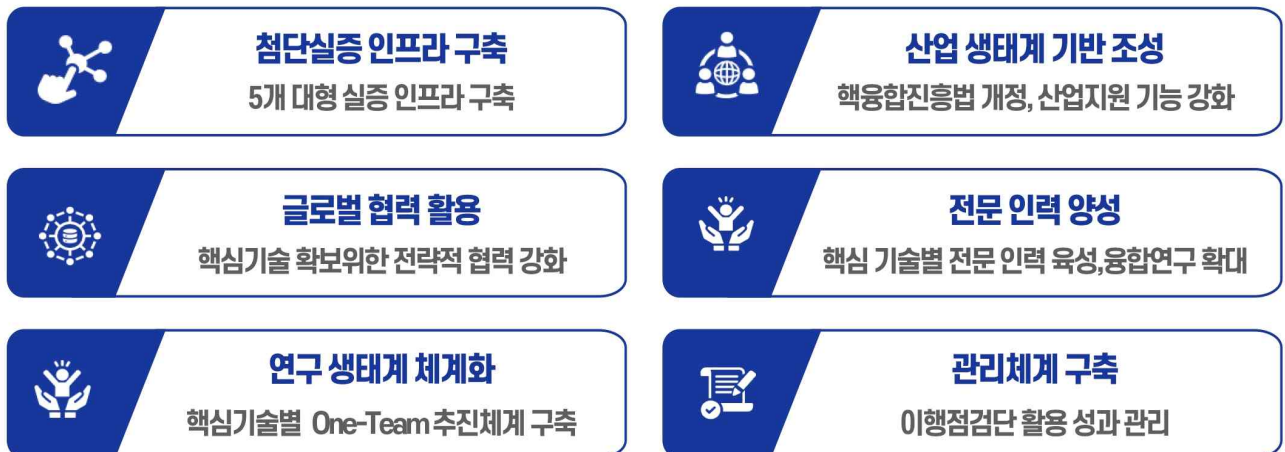 첨단실증 인프라 구축
5개 대형 실증 인프라 구축
산업 생태계 기반 조성
핵융합진흥법 개정, 산업지원 기능 강화
글로벌 협력 활용
핵심기술 확보위한 전략적 협력 강화
전문 인력 양성
핵심 기술별 전문 인력 육성,융합연구 확대
연구 생태계 체계화
핵심기술별 One-Team 추진체계 구축
관리체계 구축
이행점검단 활용 성과 관리